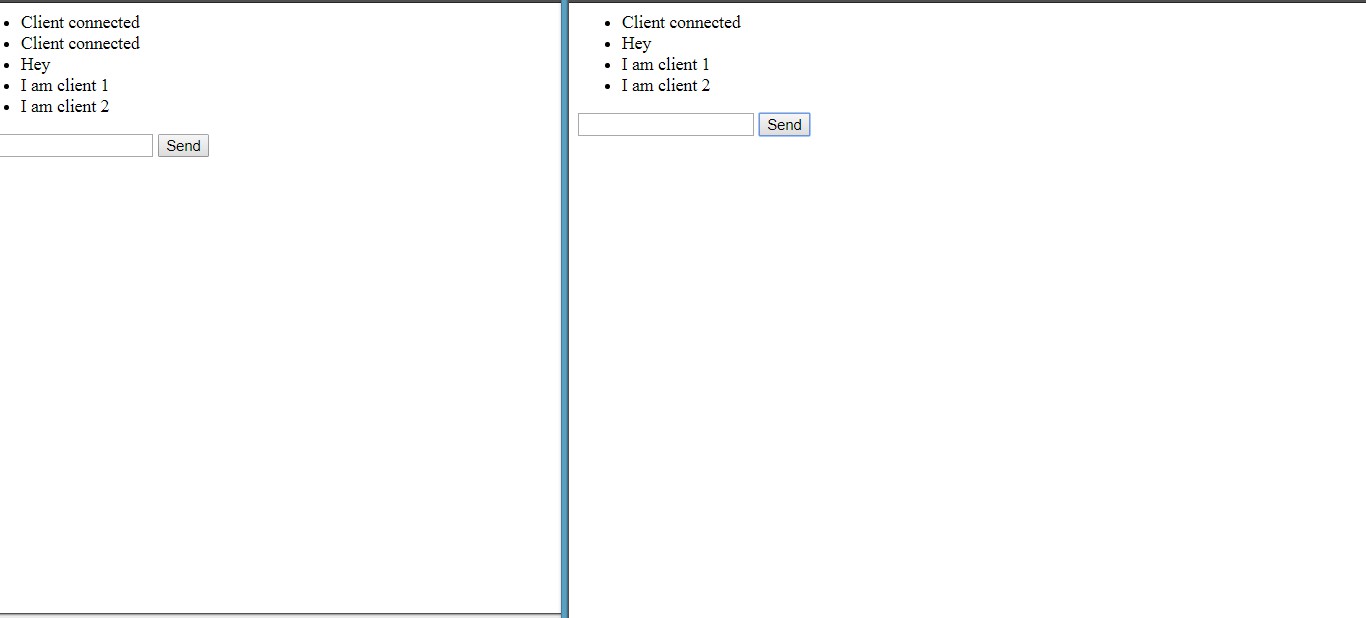 Client connected
Client connected
Hey
I am client 1
I am client 2
Send
Client connected
Hey
I am client 1
I am client 2
Send